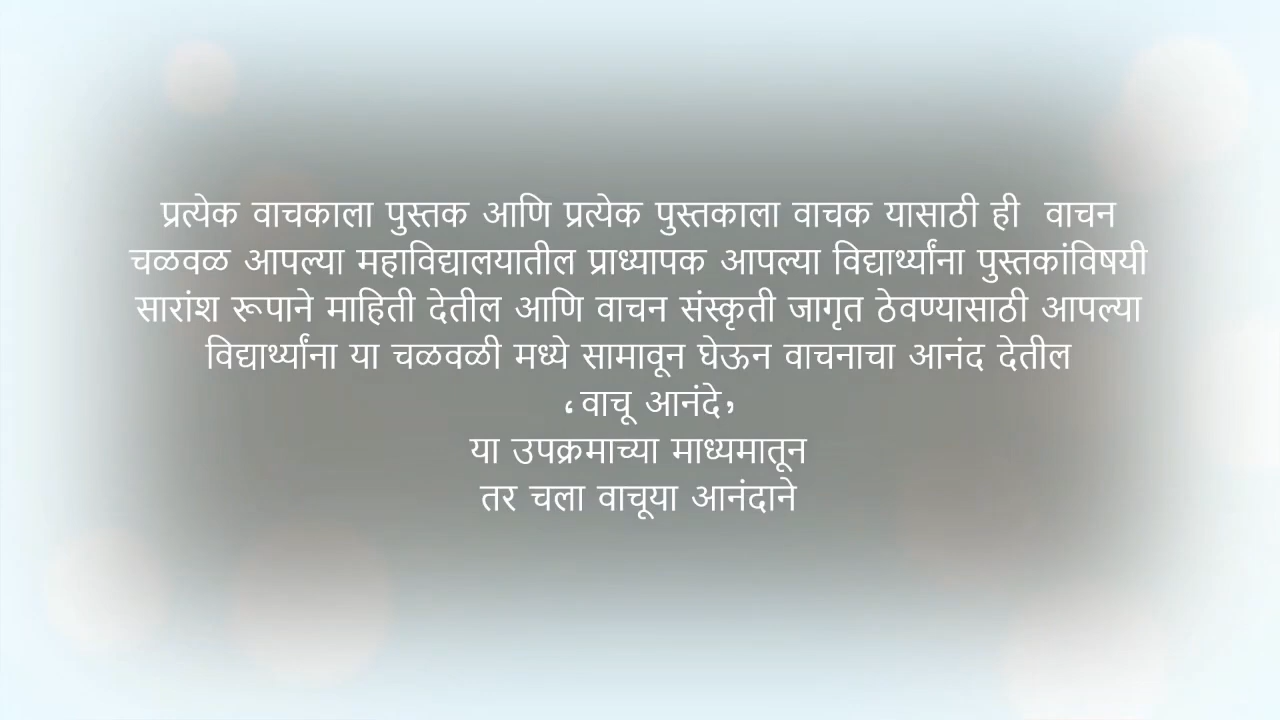 प्रत्येक वाचकाला पुस्तक आणि प्रत्येक पुस्तकाला वाचक यासाठी ही वाचन
चळवळ आपल्या महाविद्यालयातील प्राध्यापक आपल्या विद्यार्थ्यांना पुस्तकांविषयी
सारांश रूपाने माहिती देतील आणि वाचन संस्कृती जागृत ठेवण्यासाठी आपल्या
विद्यार्थ्यांना या चळवळी मध्ये सामावून घेऊन वाचनाचा आनंद देतील
‘वाचू आनंदे’
या उपक्रमाच्या माध्यमातून
तर चला वाचूया आनंदाने